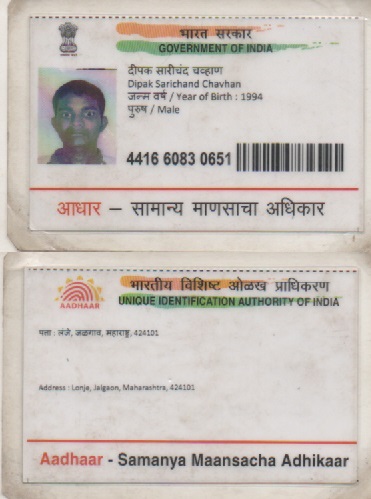 भारत सरकार
GOVERNMENT OF INDIA
दीपक सारीचंद चव्हाण
Dipak Sarichand Chavhan
जन्म वर्ष / Year of Birth : 1994
पुरुष / Male
4416 6083 0651
आधार – सामान्य माणसाचा अधिकार
भारतीय विशिष्ट ओळख प्राधिकरण
AADHAAR
UNIQUE IDENTIFICATION AUTHORITY OF INDIA
पत्ता : लंजे, जळगाव, महाराष्ट्र, 424101
Address : Lonje, Jalgaon, Maharashtra, 424101
Aadhaar - Samanya Maansacha Adhikaar